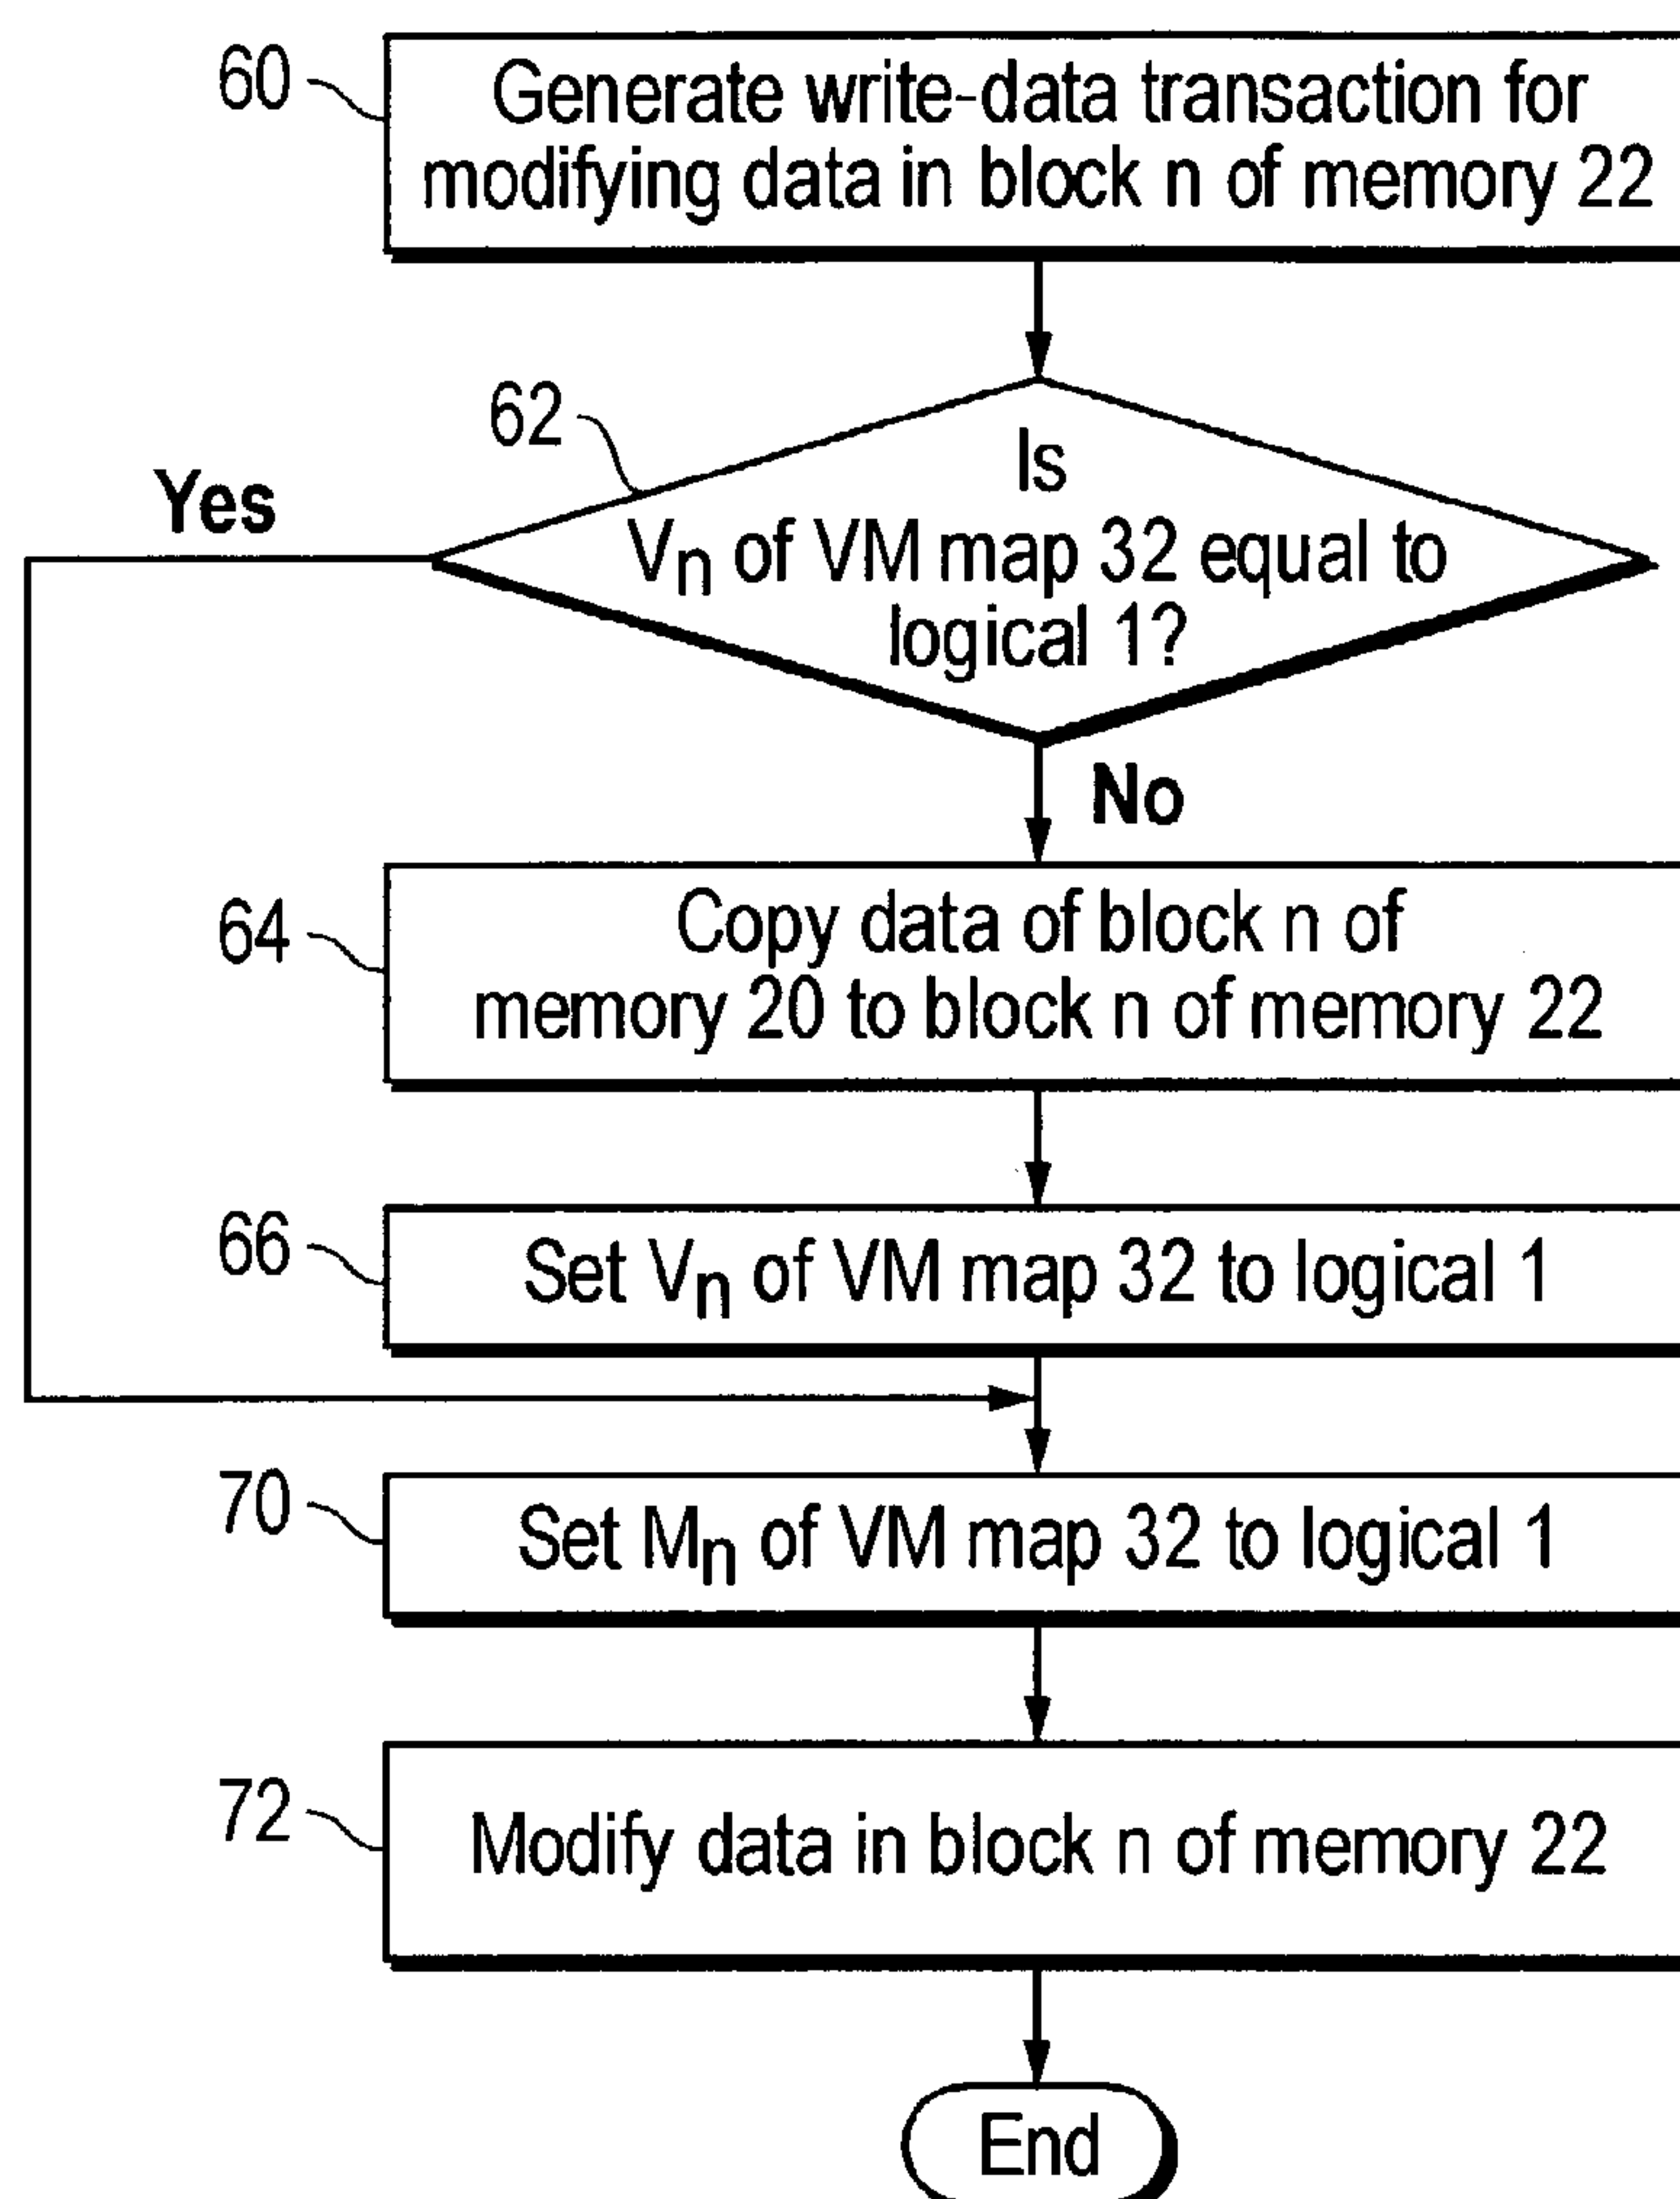 60
Generate write-data transaction for
modifying data in block n of memory 22
62
Is
Yes
Vn of VM map 32 equal to
logical 1?
No
64
Copy data of block n of
memory 20 to block n of memory 22
66
Set Vn of VM map 32 to logical 1
70
Set Mn of VM map 32 to logical 1
72
Modify data in block n of memory 22
End